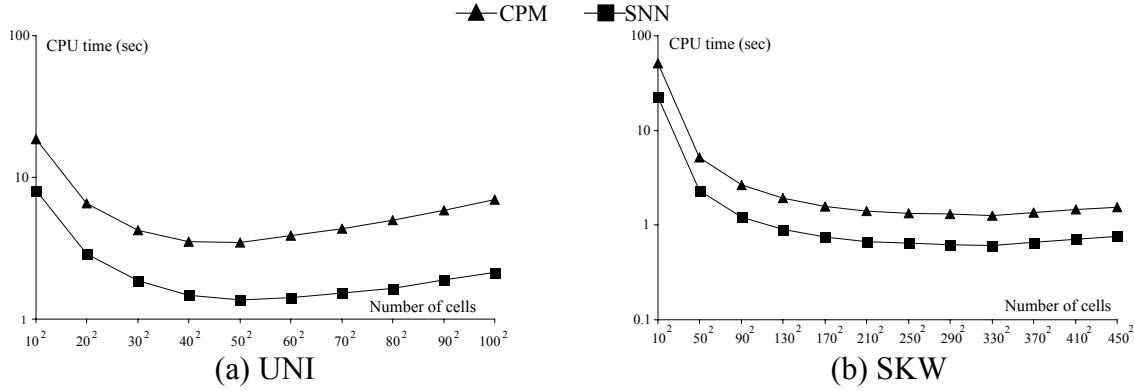 CPM SNN
100
CPU time (sec)
10
1
Number of cells
10² 20² 30² 40² 50² 60² 70² 80² 90² 100²
(a) UNI
100
CPU time (sec)
10
1
0.1
Number of cells
10² 50² 90² 130² 170² 210² 250² 290² 330² 370² 410² 450²
(b) SKW